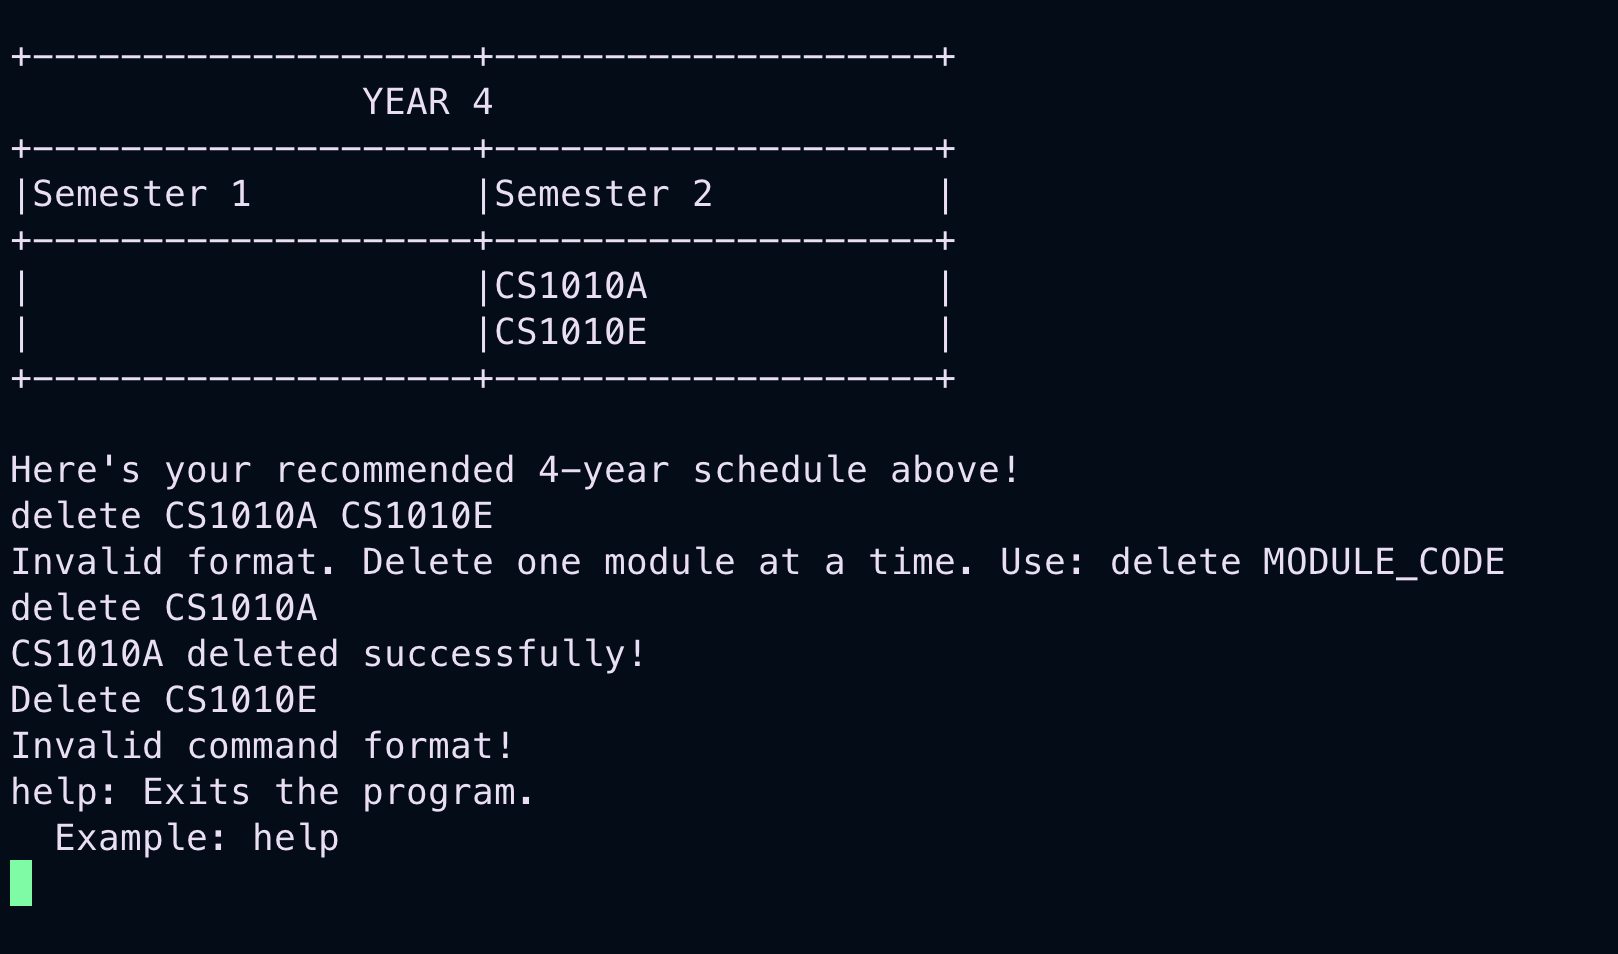 +--------------------+--------------------+
                YEAR 4
+--------------------+--------------------+
|Semester 1          |Semester 2          |
+--------------------+--------------------+
|                    |CS1010A             |
|                    |CS1010E             |
+--------------------+--------------------+
Here's your recommended 4-year schedule above!
delete CS1010A CS1010E
Invalid format. Delete one module at a time. Use: delete MODULE_CODE
delete CS1010A
CS1010A deleted successfully!
Delete CS1010E
Invalid command format!
help: Exits the program.
  Example: help